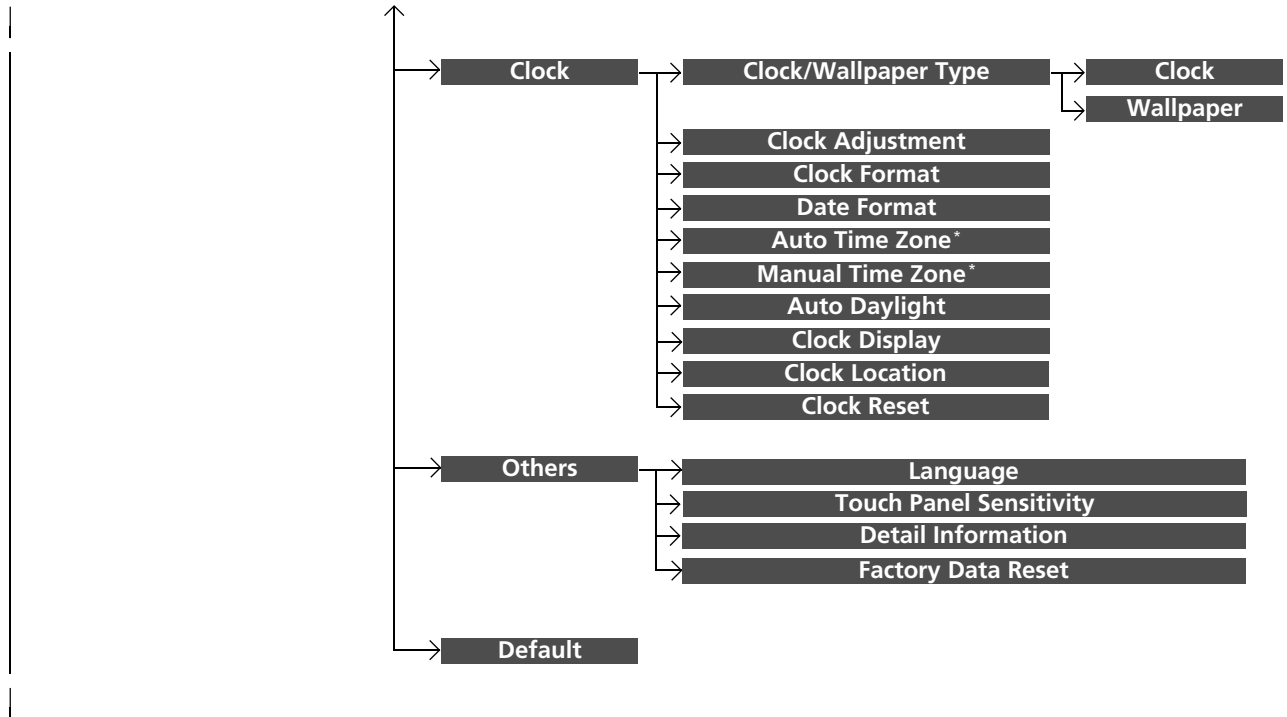 Clock
Clock/Wallpaper Type
Clock
Wallpaper
Clock Adjustment
Clock Format
Date Format
Auto Time Zone*
Manual Time Zone*
Auto Daylight
Clock Display
Clock Location
Clock Reset
Others
Language
Touch Panel Sensitivity
Detail Information
Factory Data Reset
Default